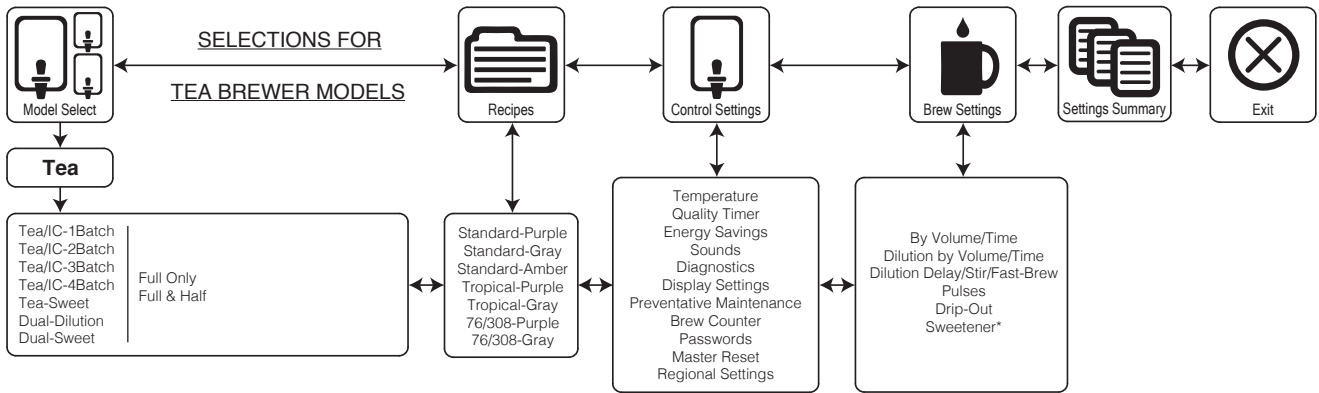 SELECTIONS FOR
TEA BREWER MODELS
Model Select
Recipes
Control Settings
Brew Settings
Settings Summary
Exit
Tea
Tea/IC-1Batch
Tea/IC-2Batch
Tea/IC-3Batch
Tea/IC-4Batch
Tea-Sweet
Dual-Dilution
Dual-Sweet
Full Only
Full & Half
Standard-Purple
Standard-Gray
Standard-Amber
Tropical-Purple
Tropical-Gray
76/308-Purple
76/308-Gray
Temperature
Quality Timer
Energy Savings
Sounds
Diagnostics
Display Settings
Preventative Maintenance
Brew Counter
Passwords
Master Reset
Regional Settings
By Volume/Time
Dilution by Volume/Time
Dilution Delay/Stir/Fast-Brew
Pulses
Drip-Out
Sweetener*